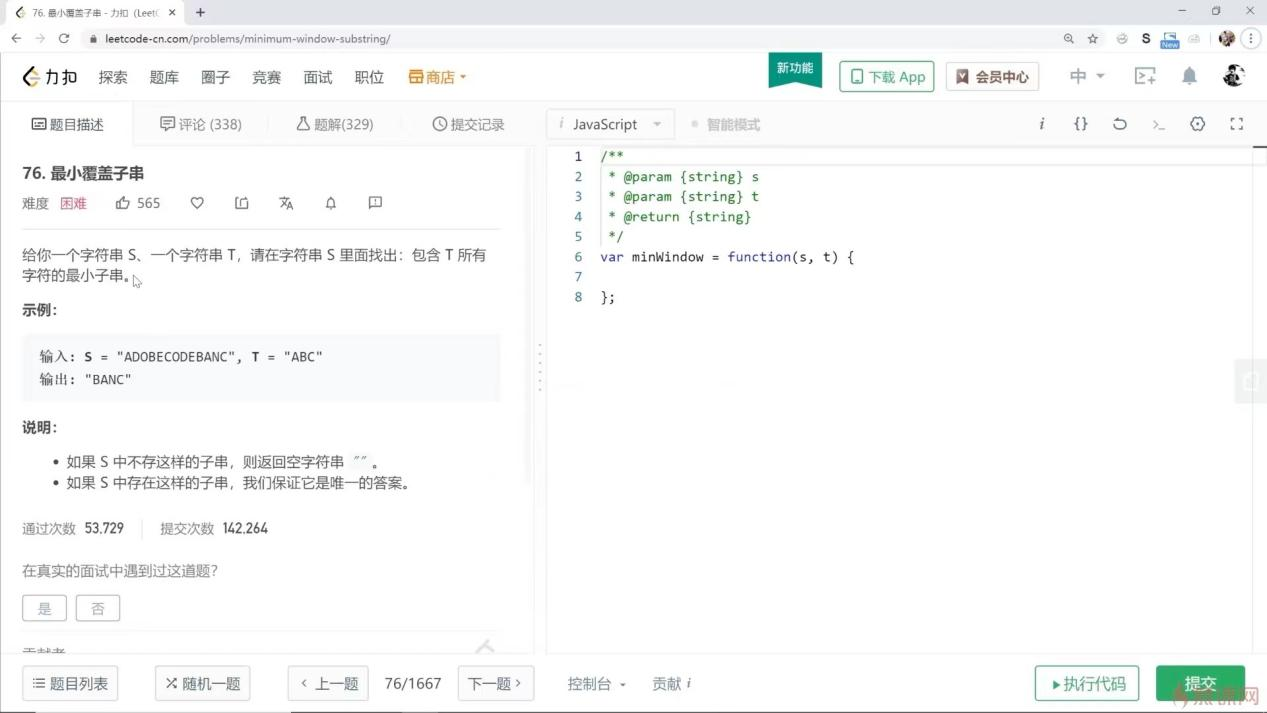 76. 最小覆盖子串 - 力扣 (LeetC
leetcode-cn.com/problems/minimum-window-substring/
S
New
力扣 探索 题库 圈子 竞赛 面试 职位 商店
新功能
下载 App
会员中心
中
题目描述 评论 (338) 题解(329) 提交记录
i JavaScript
智能模式
i {} >_
76. 最小覆盖子串
难度 困难 565
给你一个字符串 S、一个字符串 T，请在字符串 S 里面找出：包含 T 所有
字符的最小子串。
示例：
输入: S = "ADOBECODEBANC", T = "ABC"
输出: "BANC"
说明：
• 如果 S 中不存这样的子串，则返回空字符串 ""。
• 如果 S 中存在这样的子串，我们保证它是唯一的答案。
通过次数 53,729 提交次数 142,264
在真实的面试中遇到过这道题?
是 否
贡献者
1 /**
2 * @param {string} s
3 * @param {string} t
4 * @return {string}
5 */
6 var minWindow = function(s, t) {
7
8 };
题目列表 随机一题 上一题 76/1667 下一题 控制台 贡献 i
执行代码 提交
慕课网